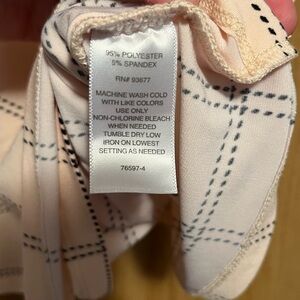 95% POLYESTER
5% SPANDEX
RN# 93677
MACHINE WASH COLD
WITH LIKE COLORS
USE ONLY
NON-CHLORINE BLEACH
WHEN NEEDED
TUMBLE DRY LOW
IRON ON LOWEST
SETTING AS NEEDED
76597-4